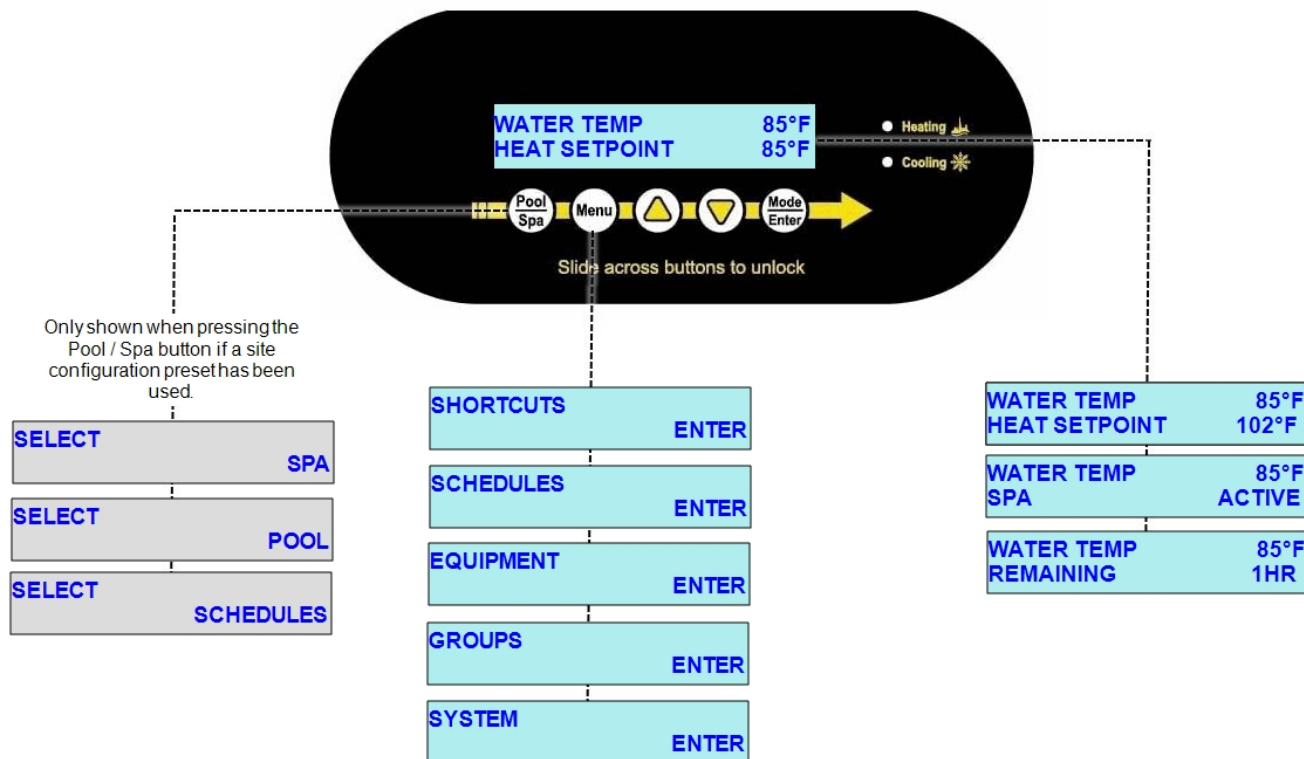 WATER TEMP 85°F
HEAT SETPOINT 85°F
Heating
Cooling
Pool
Spa
Menu
Mode
Enter
Slide across buttons to unlock
Only shown when pressing the
Pool / Spa button if a site
configuration preset has been
used.
SELECT
SPA
SELECT
POOL
SELECT
SCHEDULES
SHORTCUTS
ENTER
SCHEDULES
ENTER
EQUIPMENT
ENTER
GROUPS
ENTER
SYSTEM
ENTER
WATER TEMP 85°F
HEAT SETPOINT 102°F
WATER TEMP 85°F
SPA ACTIVE
WATER TEMP 85°F
REMAINING 1HR